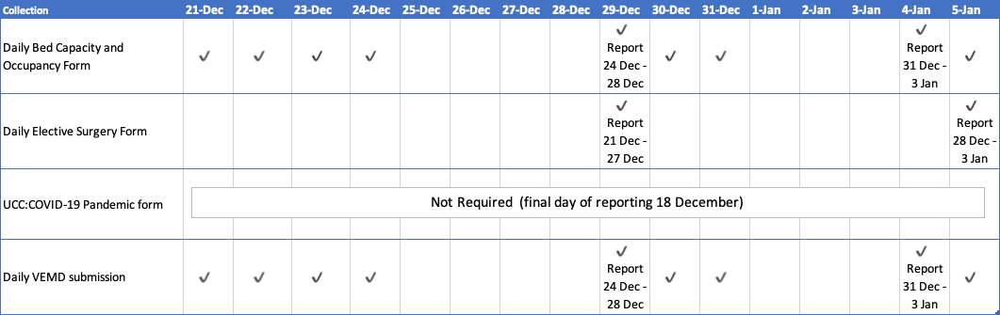 Collection 21-Dec 22-Dec 23-Dec 24-Dec 25-Dec 26-Dec 27-Dec 28-Dec 29-Dec 30-Dec 31-Dec 1-Jan 2-Jan 3-Jan 4-Jan 5-Jan
Daily Bed Capacity and
Occupancy Form
✓ ✓ ✓ ✓
✓
Report
24 Dec -
28 Dec
✓ ✓
✓
Report
31 Dec -
3 Jan
✓
Daily Elective Surgery Form
✓
Report
21 Dec -
27 Dec
✓
Report
28 Dec -
3 Jan
UCC:COVID-19 Pandemic form
Not Required (final day of reporting 18 December)
Daily VEMD submission
✓ ✓ ✓ ✓
✓
Report
24 Dec -
28 Dec
✓ ✓
✓
Report
31 Dec -
3 Jan
✓